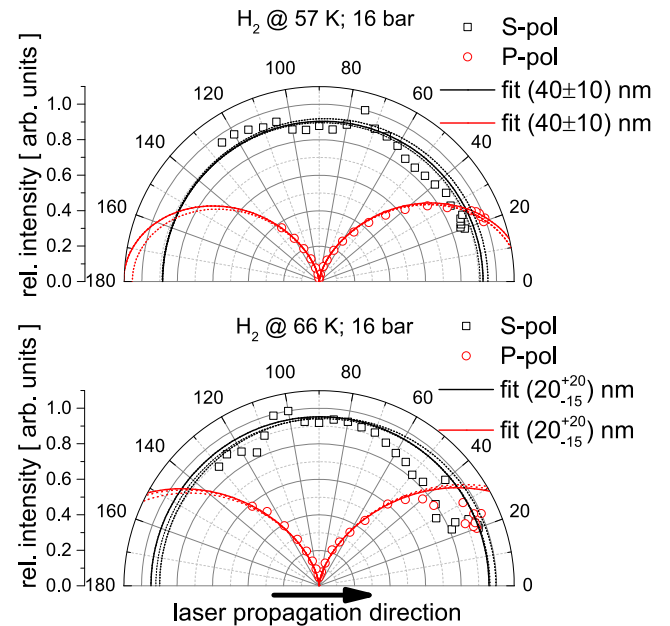 H₂ @ 57 K; 16 bar
S-pol
P-pol
fit (40±10) nm
fit (40±10) nm
rel. intensity [ arb. units ]
1.0
0.8
0.6
0.4
0.2
0.0
180
160
140
120
100
80
60
40
20
0
H₂ @ 66 K; 16 bar
S-pol
P-pol
fit (20⁺²⁰₋₁₅) nm
fit (20⁺²⁰₋₁₅) nm
rel. intensity [ arb. units ]
1.0
0.8
0.6
0.4
0.2
0.0
180
160
140
120
100
80
60
40
20
0
laser propagation direction